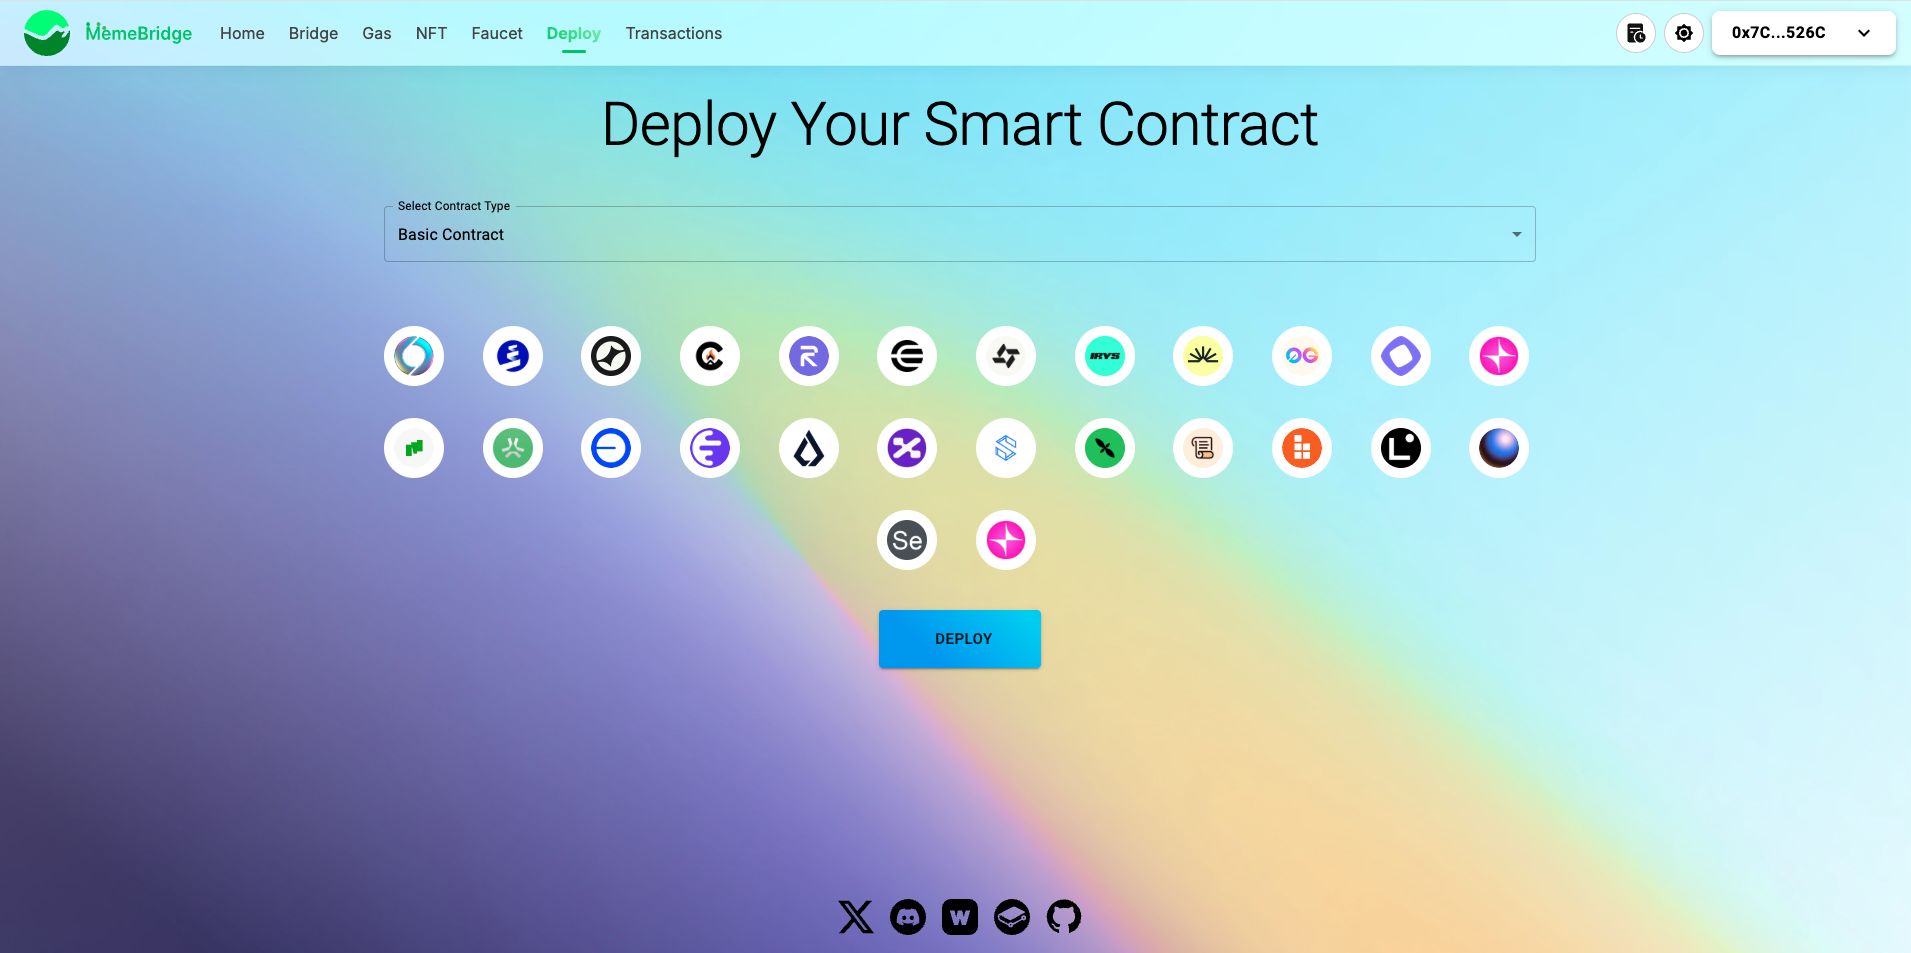 MemeBridge
Home Bridge Gas NFT Faucet Deploy Transactions
0x7C...526C
Deploy Your Smart Contract
Select Contract Type
Basic Contract
IRYS
Se
DEPLOY